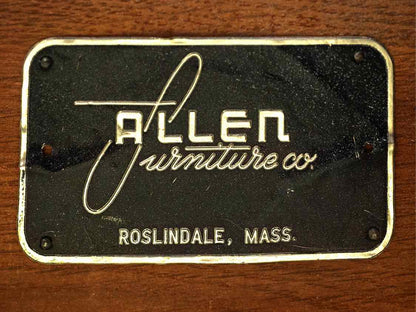 ALLEN
Furniture co.
ROSLINDALE, MASS.